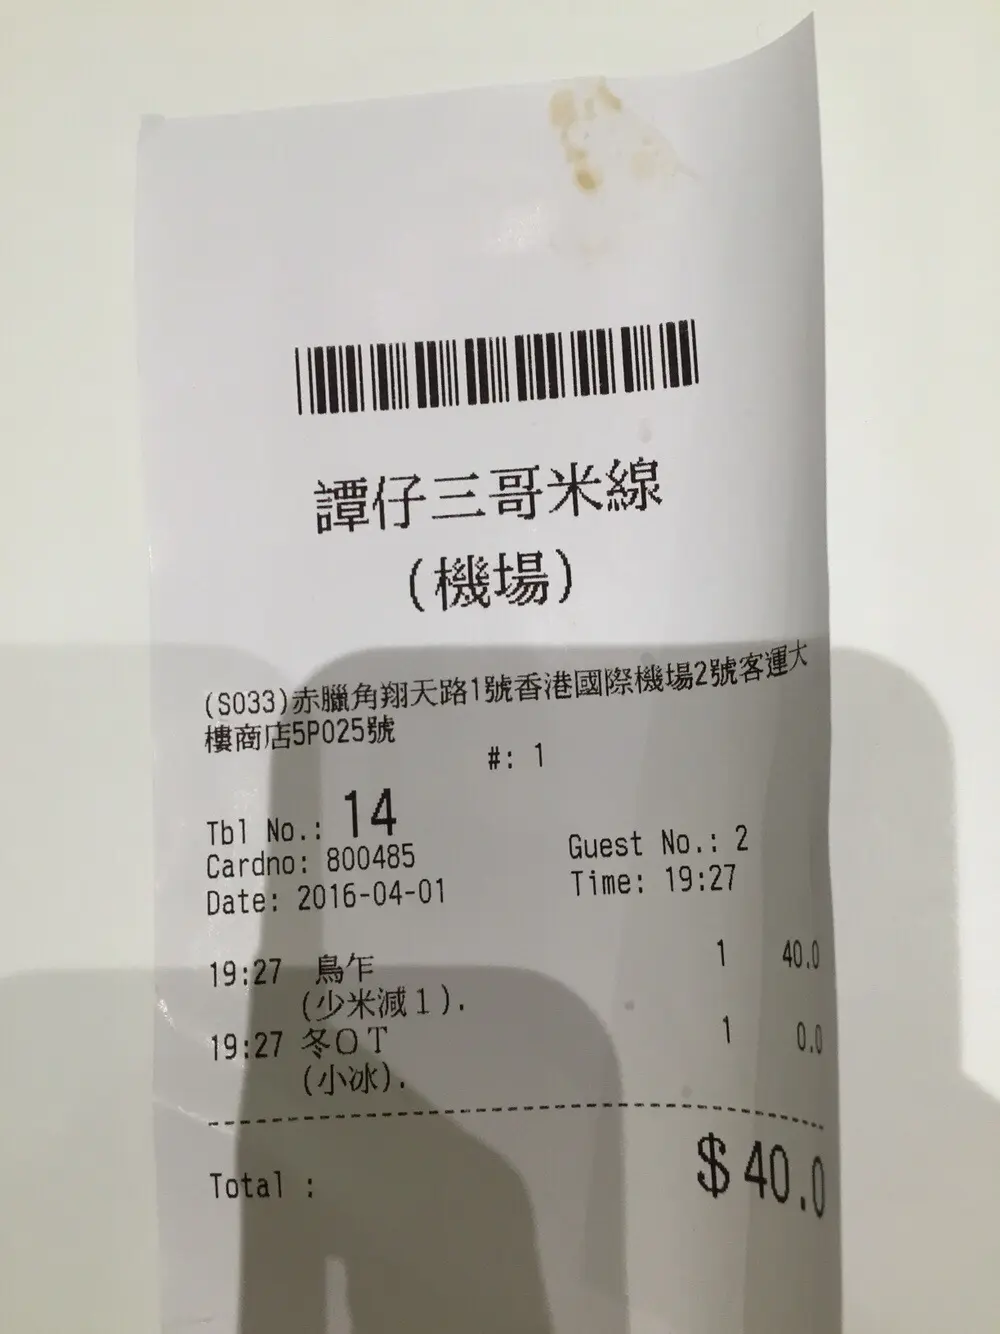 譚仔三哥米線
(機場)
(S033)赤臘角翔天路1號香港國際機場2號客運大
樓商店5P025號
#: 1
Tbl No.: 14
Cardno: 800485
Guest No.: 2
Date: 2016-04-01
Time: 19:27
19:27 鳥乍 1 40.0
(少米減1).
19:27 冬OT 1 0.0
(小冰).
Total : $40.0